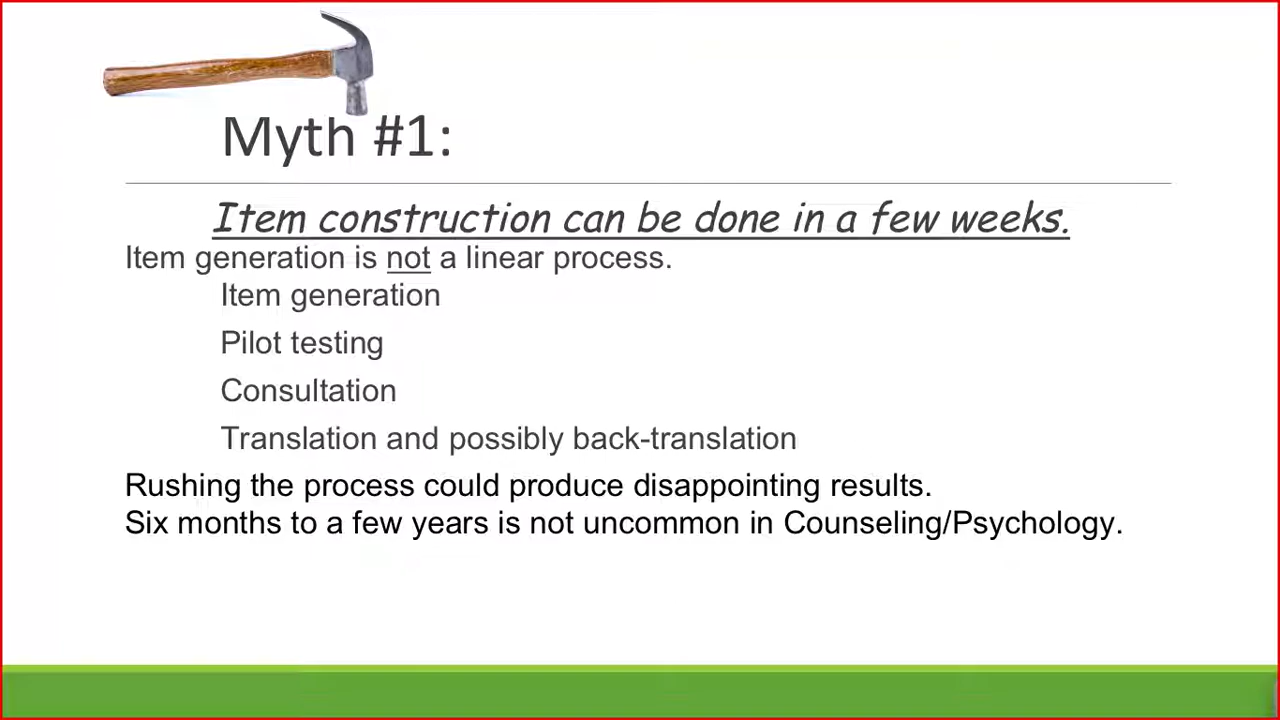 Myth #1:
Item construction can be done in a few weeks.
Item generation is not a linear process.
Item generation
Pilot testing
Consultation
Translation and possibly back-translation
Rushing the process could produce disappointing results.
Six months to a few years is not uncommon in Counseling/Psychology.